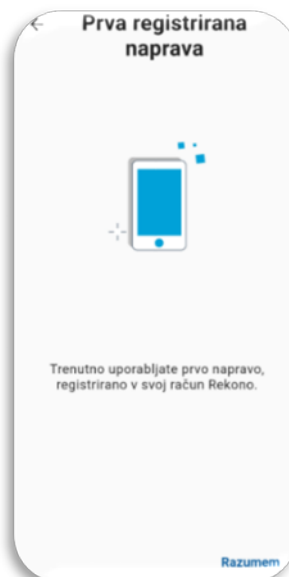 Prva registrirana
naprava
Trenutno uporabljate prvo napravo,
registrirano v svoj račun Rekono.
Razumem